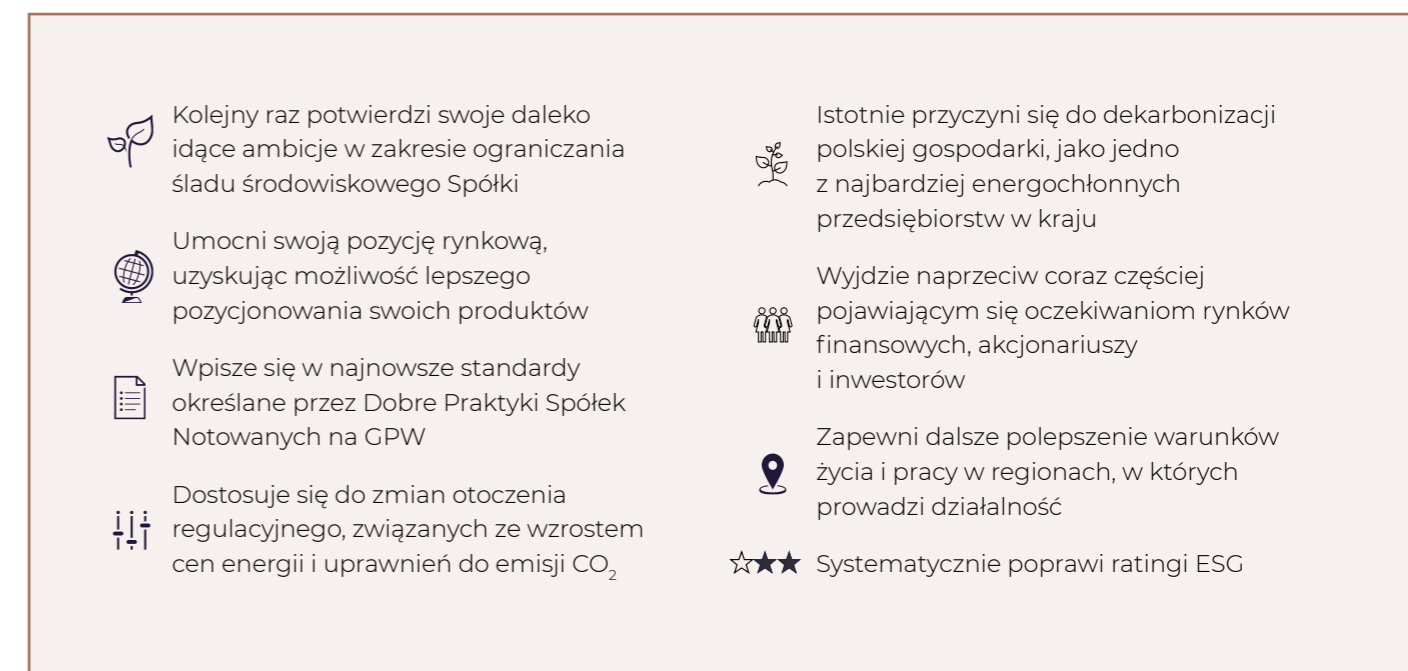 Kolejny raz potwierdzi swoje daleko
idące ambicje w zakresie ograniczania
śladu środowiskowego Spółki
Umocni swoją pozycję rynkową,
uzyskując możliwość lepszego
pozycjonowania swoich produktów
Wpisze się w najnowsze standardy
określane przez Dobre Praktyki Spółek
Notowanych na GPW
Dostosuje się do zmian otoczenia
regulacyjnego, związanych ze wzrostem
cen energii i uprawnień do emisji CO₂
Istotnie przyczyni się do dekarbonizacji
polskiej gospodarki, jako jedno
z najbardziej energochłonnych
przedsiębiorstw w kraju
Wyjdzie naprzeciw coraz częściej
pojawiającym się oczekiwaniom rynków
finansowych, akcjonariuszy
i inwestorów
Zapewni dalsze polepszenie warunków
życia i pracy w regionach, w których
prowadzi działalność
Systematycznie poprawi ratingi ESG